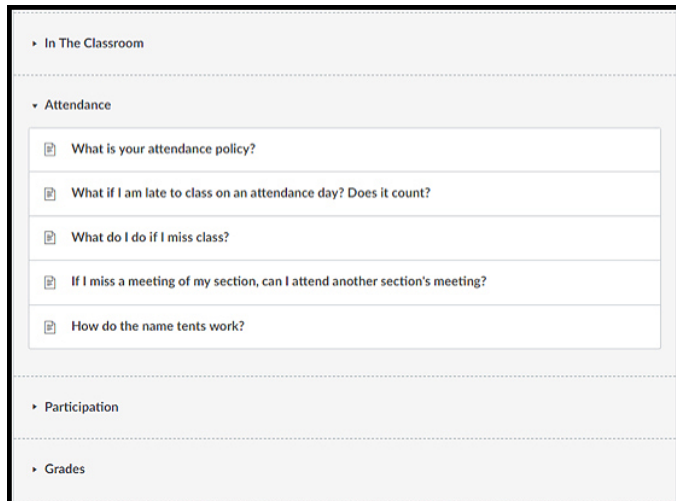 In The Classroom
Attendance
What is your attendance policy?
What if I am late to class on an attendance day? Does it count?
What do I do if I miss class?
If I miss a meeting of my section, can I attend another section's meeting?
How do the name tents work?
Participation
Grades